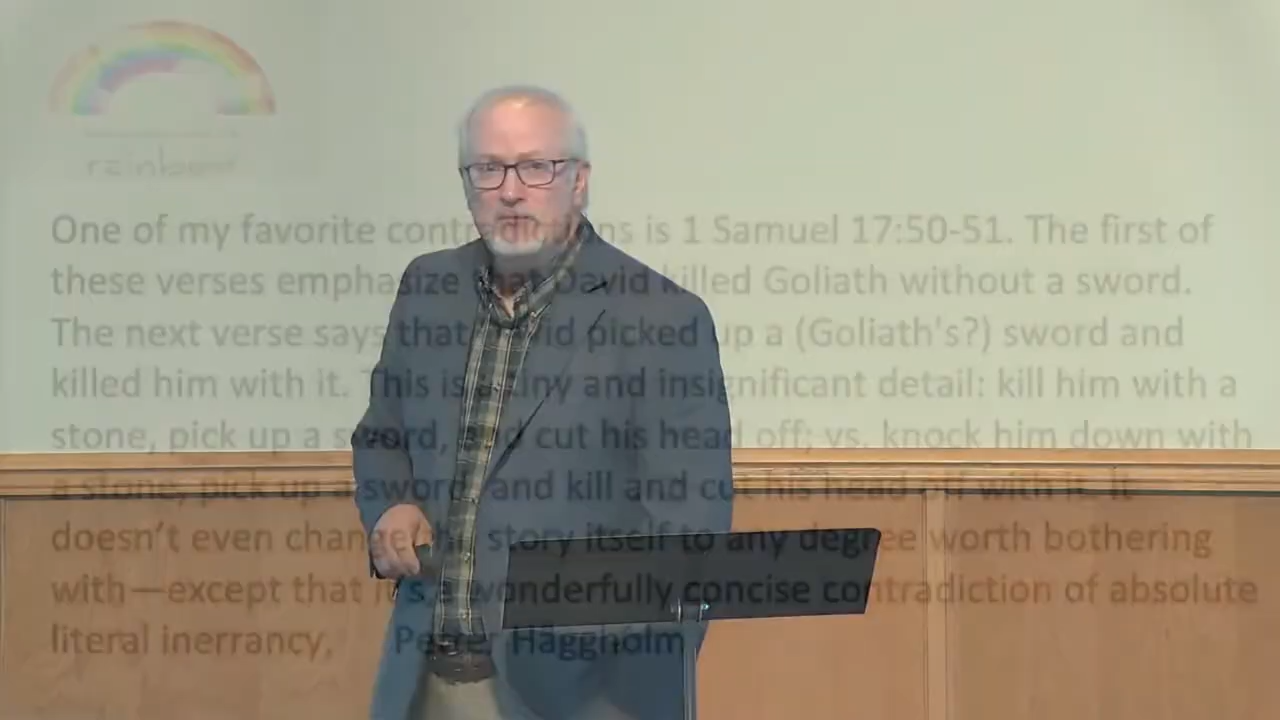 rainbow
One of my favorite contradictions is 1 Samuel 17:50-51. The first of
these verses emphasize that David killed Goliath without a sword.
The next verse says that David picked up a (Goliath's?) sword and
killed him with it. This is a tiny and insignificant detail: kill him with a
stone, pick up a sword, and cut his head off; vs. knock him down with
a stone, pick up a sword, and kill and cut his head off with it. It
doesn’t even change the story itself to any degree worth bothering
with—except that it's a wonderfully concise contradiction of absolute
literal inerrancy, Petter Häggholm